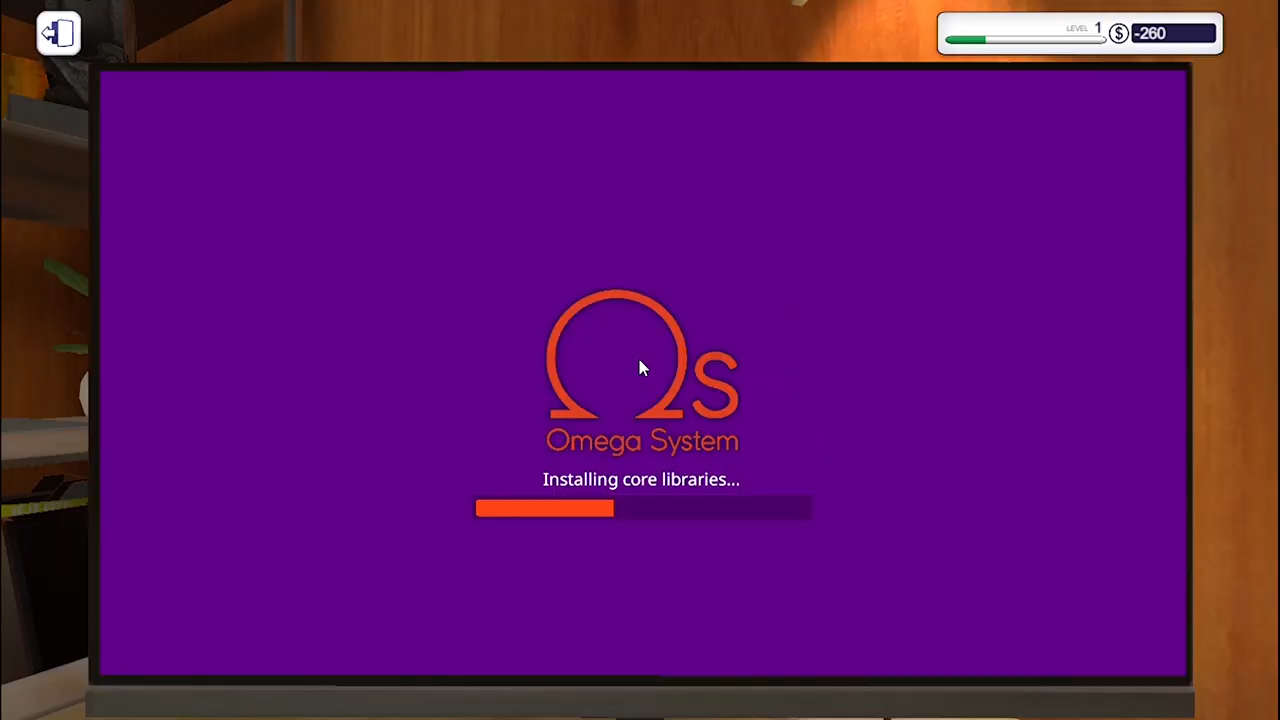 LEVEL 1 $ -260
Ωs
Omega System
Installing core libraries...